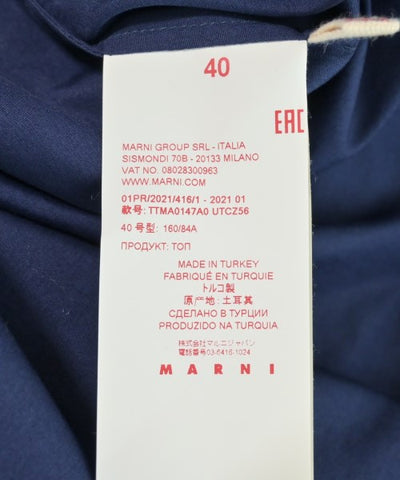 40
EAC
MARNI GROUP SRL - ITALIA
SISMONDI 70B - 20133 MILANO
VAT NO. 08028300963
WWW.MARNI.COM
01PR/2021/416/1 - 2021 01
款号: TTMA0147A0 UTCZ56
40 号型: 160/84A
ПРОДУКТ: ТОП
MADE IN TURKEY
FABRIQUÉ EN TURQUIE
トルコ製
原产地: 土耳其
СДЕЛАНО В ТУРЦИИ
PRODUZIDO NA TURQUIA
株式会社マルニジャパン
電話番号03-6416-1024
MARNI